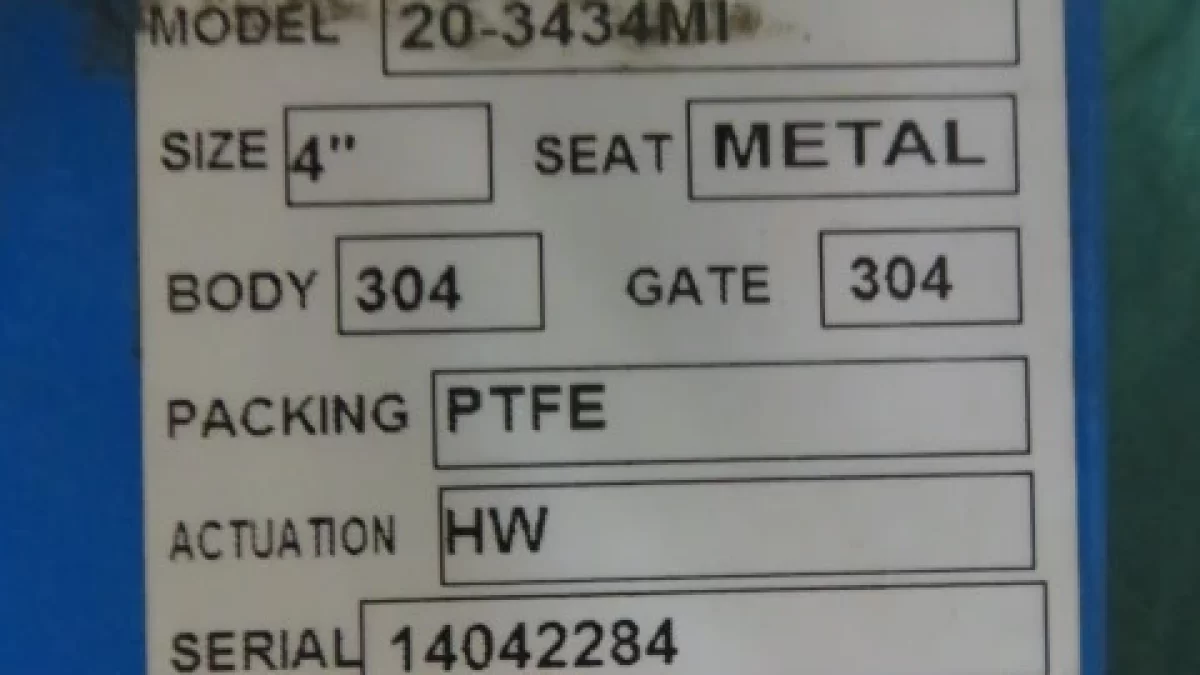 MODEL 20-3434MI
SIZE 4" SEAT METAL
BODY 304 GATE 304
PACKING PTFE
ACTUATION HW
SERIAL 14042284